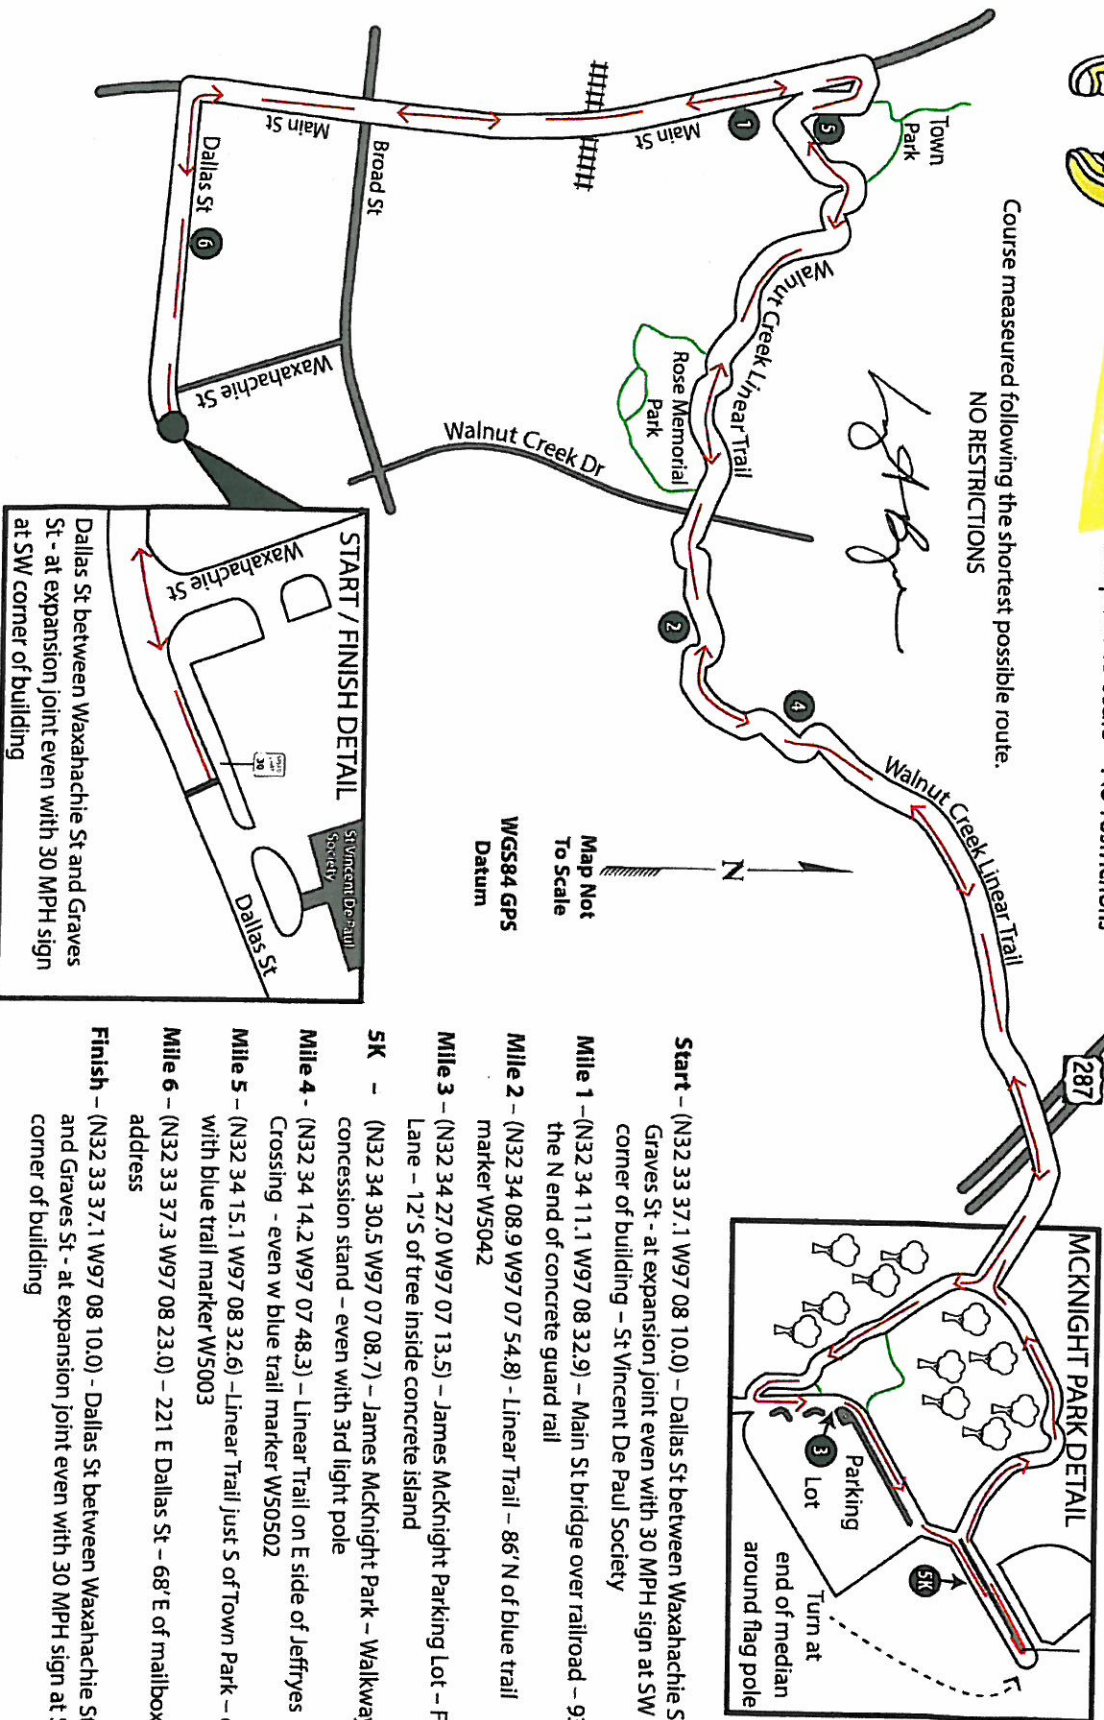 Course measeured following the shortest possible route.
NO RESTRICTIONS
Town
Park
5
1
Main St
Main St
Broad St
Dallas St
6
Waxahachie St
Walnut Creek Linear Trail
Rose Memorial
Park
Walnut Creek Dr
2
4
Walnut Creek Linear Trail
287
N
Map Not
To Scale
WGS84 GPS
Datum
START / FINISH DETAIL
Waxahachie St
30
St Vincent De Paul
Society
Dallas St
Dallas St between Waxahachie St and Graves
St - at expansion joint even with 30 MPH sign
at SW corner of building
MCKNIGHT PARK DETAIL
3
Parking
Lot
5K
Turn at
end of median
around flag pole
Start – (N32 33 37.1 W97 08 10.0) – Dallas St between Waxahachie
Graves St - at expansion joint even with 30 MPH sign at SW
corner of building – St Vincent De Paul Society
Mile 1 –(N32 34 11.1 W97 08 32.9) – Main St bridge over railroad –
the N end of concrete guard rail
Mile 2 – (N32 34 08.9 W97 07 54.8) - Linear Trail – 86'N of blue trail
marker W5042
Mile 3 – (N32 34 27.0 W97 07 13.5) – James McKnight Parking Lot –
Lane – 12'S of tree inside concrete island
5K – (N32 34 30.5 W97 07 08.7) – James McKnight Park – Walkway
concession stand – even with 3rd light pole
Mile 4 - (N32 34 14.2 W97 07 48.3) – Linear Trail on E side of Jeffryes
Crossing - even w blue trail marker W50502
Mile 5 – (N32 34 15.1 W97 08 32.6) –Linear Trail just S of Town Park –
with blue trail marker W5003
Mile 6 – (N32 33 37.3 W97 08 23.0) – 221 E Dallas St – 68'E of mailbox
address
Finish – (N32 33 37.1 W97 08 10.0) - Dallas St between Waxahachie St
and Graves St - at expansion joint even with 30 MPH sign at
corner of building